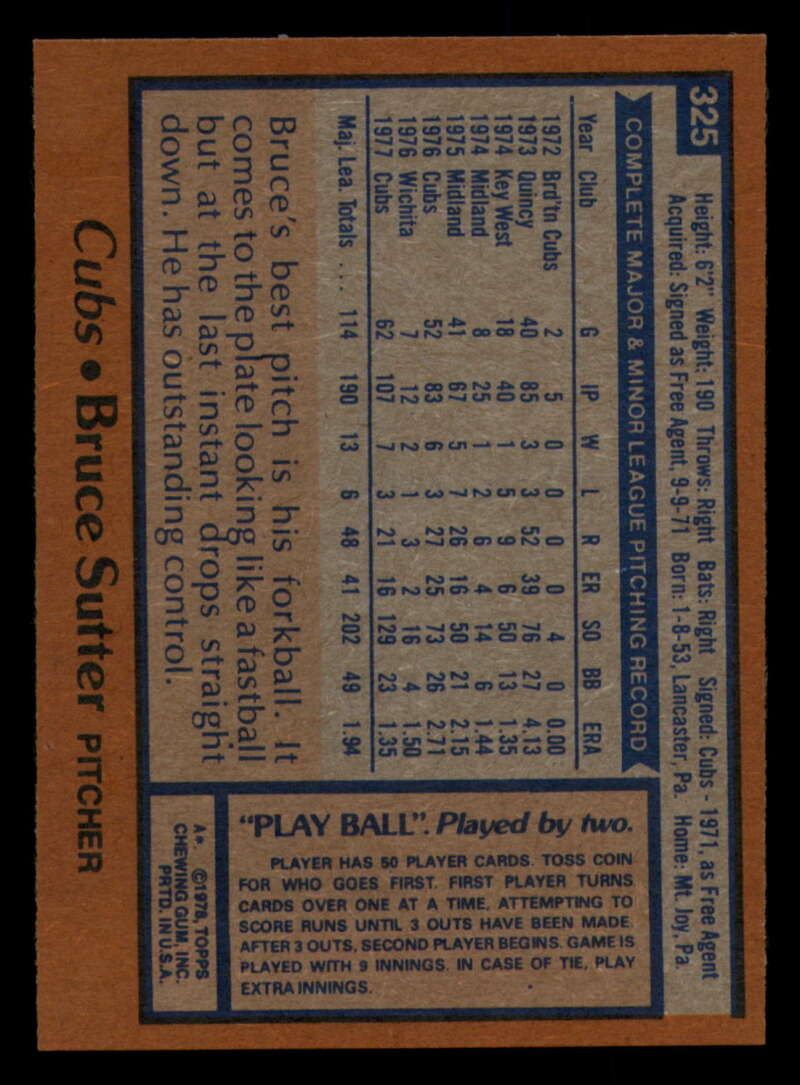 325
Height: 6'2" Weight: 190 Throws: Right Bats: Right Signed: Cubs - 1971, as Free Agent
Acquired: Signed as Free Agent, 9-9-71 Born: 1-8-53, Lancaster, Pa. Home: Mt. Joy, Pa.
COMPLETE MAJOR & MINOR LEAGUE PITCHING RECORD
Year Club G IP W L R ER SO BB ERA
1972 Brd'tn Cubs 2 5 0 0 0 0 4 0 0.00
1973 Quincy 40 85 3 3 52 39 76 27 4.13
1974 Key West 18 40 1 5 9 6 50 13 1.35
1974 Midland 8 25 1 2 6 4 14 6 1.44
1975 Midland 41 67 5 7 26 16 50 21 2.15
1976 Cubs 52 83 6 3 27 25 73 26 2.71
1976 Wichita 7 12 2 1 3 2 16 4 1.50
1977 Cubs 62 107 7 3 21 16 129 23 1.35
Maj. Lea. Totals ... 114 190 13 6 48 41 202 49 1.94
Bruce's best pitch is his forkball. It
comes to the plate looking like a fastball
but at the last instant drops straight
down. He has outstanding control.
"PLAY BALL". Played by two.
PLAYER HAS 50 PLAYER CARDS. TOSS COIN
FOR WHO GOES FIRST. FIRST PLAYER TURNS
CARDS OVER ONE AT A TIME, ATTEMPTING TO
SCORE RUNS UNTIL 3 OUTS HAVE BEEN MADE.
AFTER 3 OUTS, SECOND PLAYER BEGINS. GAME IS
PLAYED WITH 9 INNINGS. IN CASE OF TIE, PLAY
EXTRA INNINGS.
A* ©1978, TOPPS
CHEWING GUM, INC.
PRTD. IN U.S.A.
Cubs • Bruce Sutter PITCHER